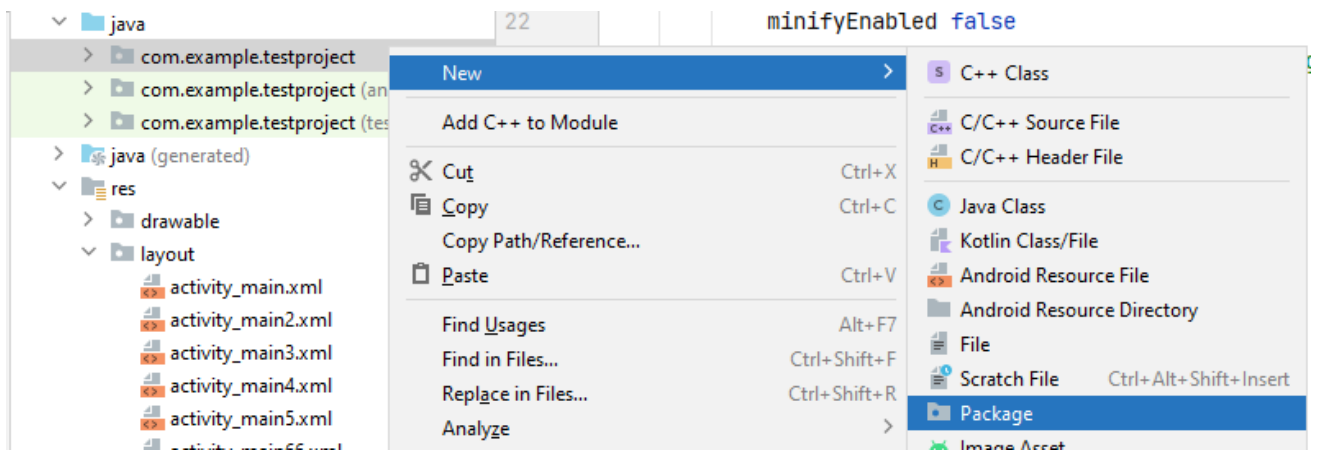 java
com.example.testproject
com.example.testproject (an
com.example.testproject (tes
java (generated)
res
drawable
layout
activity_main.xml
activity_main2.xml
activity_main3.xml
activity_main4.xml
activity_main5.xml
activity_main66.xml
22
minifyEnabled false
New
Add C++ to Module
Cut Ctrl+X
Copy Ctrl+C
Copy Path/Reference...
Paste Ctrl+V
Find Usages Alt+F7
Find in Files... Ctrl+Shift+F
Replace in Files... Ctrl+Shift+R
Analyze
S C++ Class
C++ C/C++ Source File
H C/C++ Header File
C Java Class
Kotlin Class/File
Android Resource File
Android Resource Directory
File
Scratch File Ctrl+Alt+Shift+Insert
Package
Image Asset